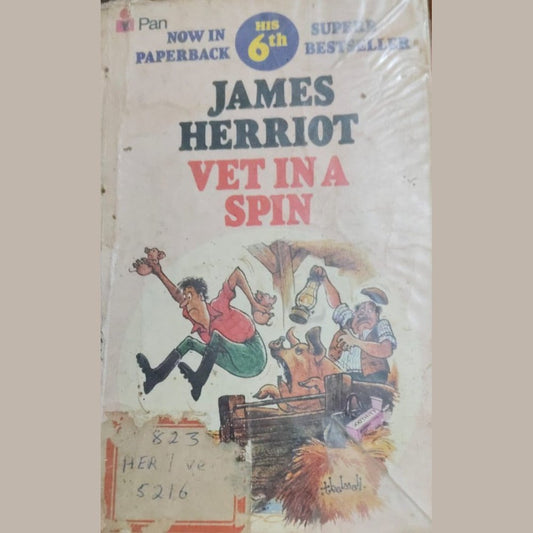 Pan
NOW IN PAPERBACK
HIS 6th
SUPERB BESTSELLER
JAMES
HERRIOT
VET IN A
SPIN
823
HER / ve
5216